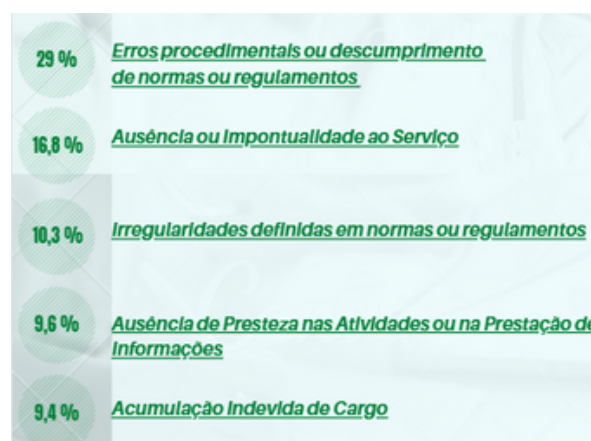 29 %
Erros procedimentais ou descumprimento
de normas ou regulamentos
16,8 %
Ausência ou Impontualidade ao Serviço
10,3 %
Irregularidades definidas em normas ou regulamentos
9,6 %
Ausência de Presteza nas Atividades ou na Prestação de
Informações
9,4 %
Acumulação Indevida de Cargo